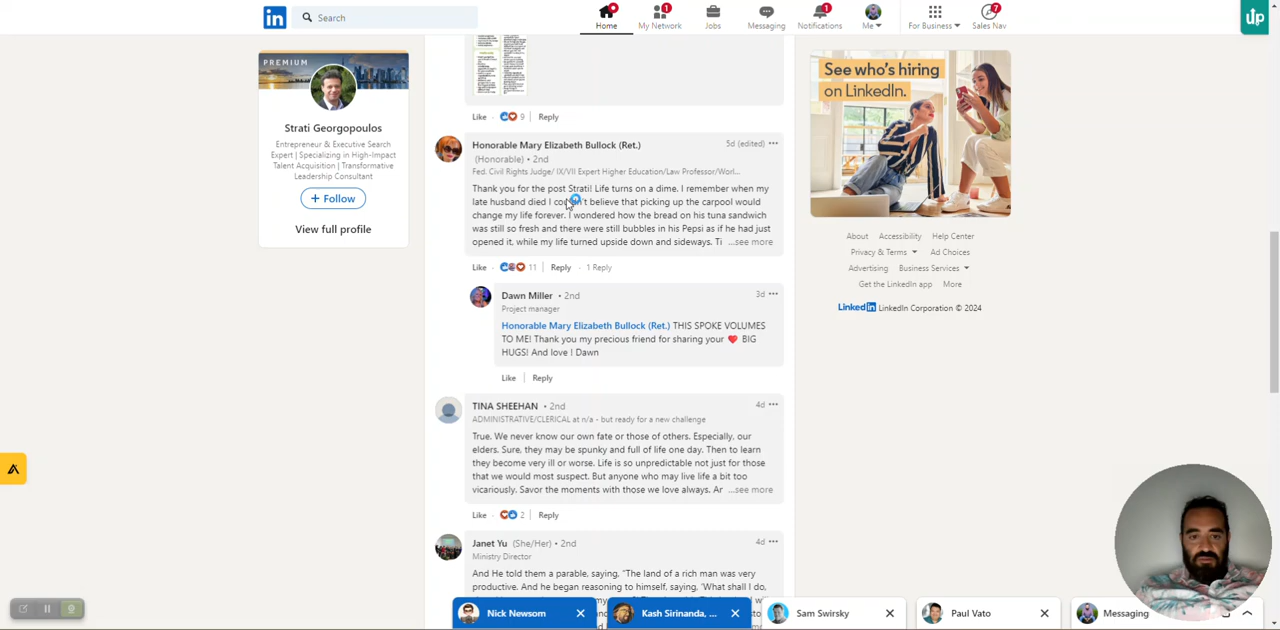 in
Search
Home
1
My Network
Jobs
Messaging
1
Notifications
Me
For Business
7
Sales Nav
up
PREMIUM
Strati Georgopoulos
Entrepreneur & Executive Search
Expert | Specializing in High-Impact
Talent Acquisition | Transformative
Leadership Consultant
+ Follow
View full profile
Like · 9 | Reply
Honorable Mary Elizabeth Bullock (Ret.) 5d (edited) •••
(Honorable) • 2nd
Fed. Civil Rights Judge/ IX/VII Expert Higher Education/Law Professor/Worl...
Thank you for the post Strati! Life turns on a dime. I remember when my
late husband died I couldn't believe that picking up the carpool would
change my life forever. I wondered how the bread on his tuna sandwich
was still so fresh and there were still bubbles in his Pepsi as if he had just
opened it, while my life turned upside down and sideways. Ti ...see more
Like · 11 | Reply · 1 Reply
Dawn Miller • 2nd 3d •••
Project manager
Honorable Mary Elizabeth Bullock (Ret.) THIS SPOKE VOLUMES
TO ME! Thank you my precious friend for sharing your ❤️ BIG
HUGS! And love ! Dawn
Like | Reply
TINA SHEEHAN • 2nd 4d •••
ADMINISTRATIVE/CLERICAL at n/a - but ready for a new challenge
True. We never know our own fate or those of others. Especially, our
elders. Sure, they may be spunky and full of life one day. Then to learn
they become very ill or worse. Life is so unpredictable not just for those
that we would most suspect. But anyone who may live life a bit too
vicariously. Savor the moments with those we love always. Ar ...see more
Like · 2 | Reply
Janet Yu (She/Her) • 2nd 4d •••
Ministry Director
And He told them a parable, saying, "The land of a rich man was very
productive. And he began reasoning to himself, saying, 'What shall I do,
See who's hiring
on LinkedIn.
About Accessibility Help Center
Privacy & Terms Ad Choices
Advertising Business Services
Get the LinkedIn app More
LinkedIn LinkedIn Corporation © 2024
Nick Newsom
Kash Sirinanda, ...
Sam Swirsky
Paul Vato
Messaging